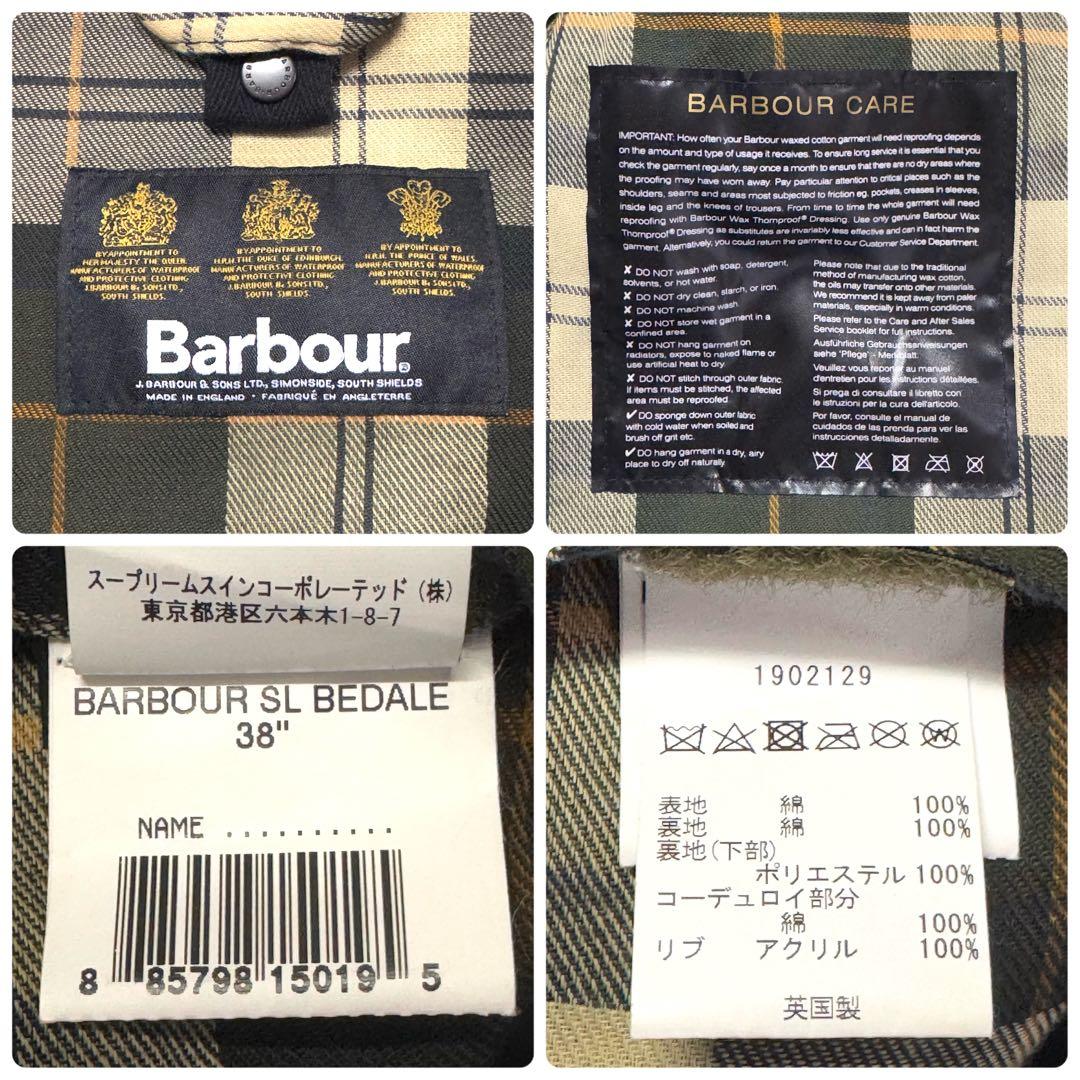 BARBOUR
BY APPOINTMENT TO
HER MAJESTY THE QUEEN
MANUFACTURERS OF WATERPROOF
AND PROTECTIVE CLOTHING
J.BARBOUR & SONS LTD,
SOUTH SHIELDS.
BY APPOINTMENT TO
H.R.H. THE DUKE OF EDINBURGH
MANUFACTURERS OF WATERPROOF
AND PROTECTIVE CLOTHING
J.BARBOUR & SONS LTD,
SOUTH SHIELDS.
BY APPOINTMENT TO
H.R.H. THE PRINCE OF WALES
MANUFACTURERS OF WATERPROOF
AND PROTECTIVE CLOTHING
J.BARBOUR & SONS LTD,
SOUTH SHIELDS.
Barbour®
J. BARBOUR & SONS LTD, SIMONSIDE, SOUTH SHIELDS
MADE IN ENGLAND · FABRIQUÉ EN ANGLETERRE
BARBOUR CARE
IMPORTANT: How often your Barbour waxed cotton garment will need reproofing depends
on the amount and type of usage it receives. To ensure long service it is essential that you
check the garment regularly, say once a month to ensure that there are no dry areas where
the proofing may have worn away. Pay particular attention to critical places such as the
shoulders, seams and areas most subjected to friction eg. pockets, creases in sleeves,
inside leg and the knees of trousers. From time to time the whole garment will need
reproofing with Barbour Wax Thornproof® Dressing. Use only genuine Barbour Wax
Thornproof® Dressing as substitutes are invariably less effective and can in fact harm the
garment. Alternatively, you could return the garment to our Customer Service Department.
✗ DO NOT wash with soap, detergent,
solvents, or hot water.
✗ DO NOT dry clean, starch, or iron.
✗ DO NOT machine wash.
✗ DO NOT store wet garment in a
confined area.
✗ DO NOT hang garment on
radiators, expose to naked flame or
use artificial heat to dry.
✗ DO NOT stitch through outer fabric.
If items must be stitched, the affected
area must be reproofed.
✓ DO sponge down outer fabric
with cold water when soiled and
brush off grit etc.
✓ DO hang garment in a dry, airy
place to dry off naturally.
Please note that due to the traditional
method of manufacturing wax cotton,
the oils may transfer onto other materials.
We recommend it is kept away from paler
materials, especially in warm conditions.
Please refer to the Care and After Sales
Service booklet for full instructions.
Ausführliche Gebrauchsanweisungen
siehe 'Pflege' - Merkblatt.
Veuillez vous reporter au manuel
d'entretien pour les instructions détaillées.
Si prega di consultare il libretto con
le istruzioni per la cura dell'articolo.
Por favor, consulte el manual de
cuidados de las prenda para ver las
instrucciones detalladamente.
スープリームスインコーポレーテッド(株)
東京都港区六本木1-8-7
BARBOUR SL BEDALE
38"
NAME ..........
8 85798 15019 5
1902129
表地 綿 100%
裏地 綿 100%
裏地(下部)
ポリエステル 100%
コーデュロイ部分
綿 100%
リブ アクリル 100%
英国製